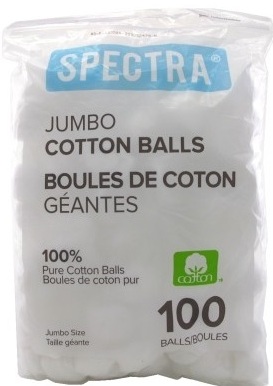 SPECTRA®
JUMBO
COTTON BALLS
BOULES DE COTON
GÉANTES
100%
Pure Cotton Balls
Boules de coton pur
cotton™
Jumbo Size
Taille géante
100
BALLS/BOULES